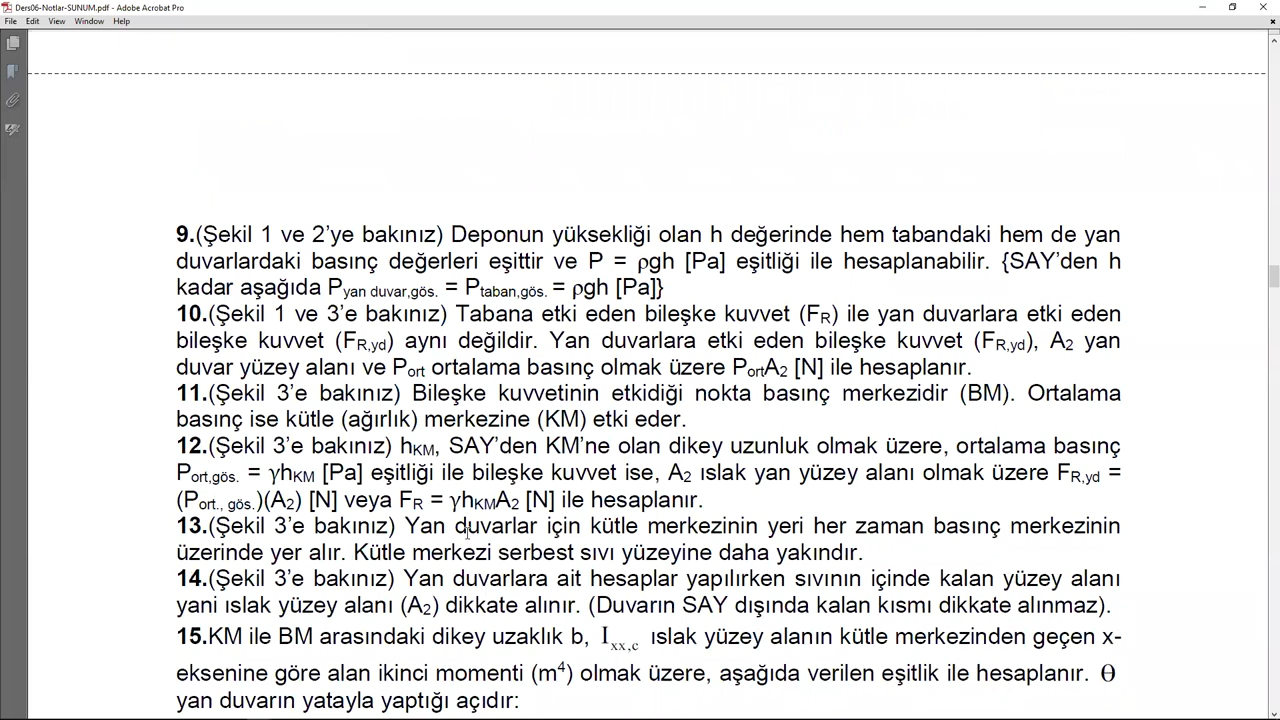 Ders06-Notlar-SUNUM.pdf - Adobe Acrobat Pro
File Edit View Window Help
9.(Şekil 1 ve 2’ye bakınız) Deponun yüksekliği olan h değerinde hem tabandaki hem de yan
duvarlardaki basınç değerleri eşittir ve P = ρgh [Pa] eşitliği ile hesaplanabilir. {SAY’den h
kadar aşağıda Pyan duvar,gös. = Ptaban,gös. = ρgh [Pa]}
10.(Şekil 1 ve 3’e bakınız) Tabana etki eden bileşke kuvvet (FR) ile yan duvarlara etki eden
bileşke kuvvet (FR,yd) aynı değildir. Yan duvarlara etki eden bileşke kuvvet (FR,yd), A2 yan
duvar yüzey alanı ve Port ortalama basınç olmak üzere PortA2 [N] ile hesaplanır.
11.(Şekil 3’e bakınız) Bileşke kuvvetinin etkidiği nokta basınç merkezidir (BM). Ortalama
basınç ise kütle (ağırlık) merkezine (KM) etki eder.
12.(Şekil 3’e bakınız) hKM, SAY’den KM’ne olan dikey uzunluk olmak üzere, ortalama basınç
Port,gös. = γhKM [Pa] eşitliği ile bileşke kuvvet ise, A2 ıslak yan yüzey alanı olmak üzere FR,yd =
(Port., gös.)(A2) [N] veya FR = γhKMA2 [N] ile hesaplanır.
13.(Şekil 3’e bakınız) Yan duvarlar için kütle merkezinin yeri her zaman basınç merkezinin
üzerinde yer alır. Kütle merkezi serbest sıvı yüzeyine daha yakındır.
14.(Şekil 3’e bakınız) Yan duvarlara ait hesaplar yapılırken sıvının içinde kalan yüzey alanı
yani ıslak yüzey alanı (A2) dikkate alınır. (Duvarın SAY dışında kalan kısmı dikkate alınmaz).
15.KM ile BM arasındaki dikey uzaklık b, Ixx,c ıslak yüzey alanın kütle merkezinden geçen x-
eksenine göre alan ikinci momenti (m⁴) olmak üzere, aşağıda verilen eşitlik ile hesaplanır. Θ
yan duvarın yatayla yaptığı açıdır: